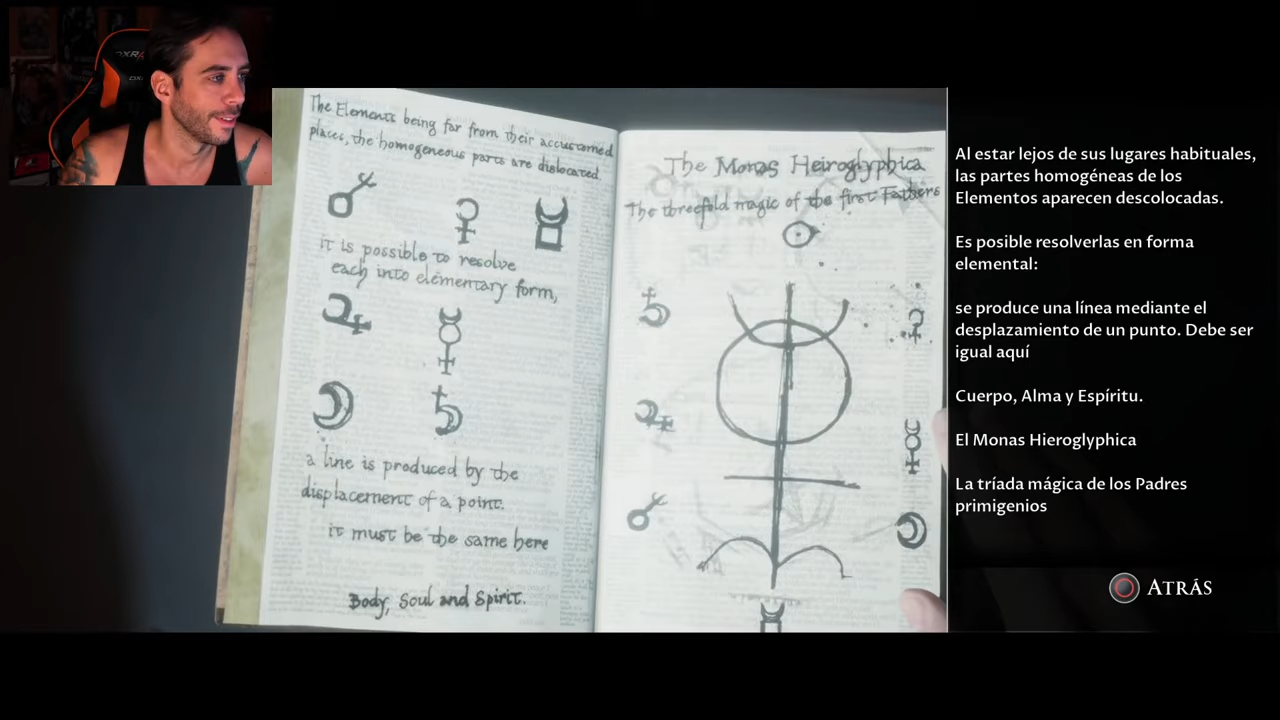 The Elements being far from their accustomed
places, the homogeneous parts are dislocated
it is possible to resolve
each into elementary form,
a line is produced by the
displacement of a point.
it must be the same here
Body, Soul and Spirit.
The Monas Heiroglyphica
The threefold magic of the first Fathers
Al estar lejos de sus lugares habituales,
las partes homogéneas de los
Elementos aparecen descolocadas.
Es posible resolverlas en forma
elemental:
se produce una línea mediante el
desplazamiento de un punto. Debe ser
igual aquí
Cuerpo, Alma y Espíritu.
El Monas Hieroglyphica
La tríada mágica de los Padres
primigenios
ATRÁS